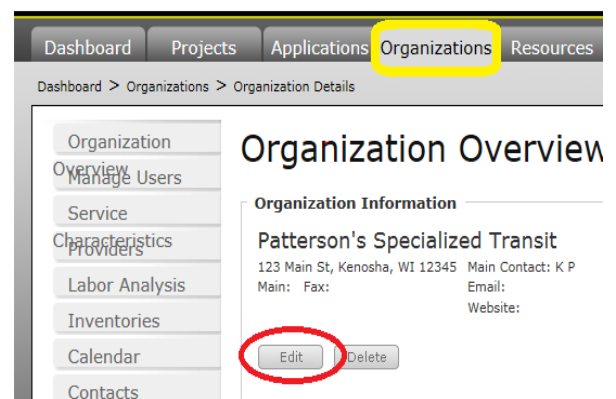 Dashboard Projects Applications Organizations Resources
Dashboard > Organizations > Organization Details
Organization
Overview
Manage Users
Service
Characteristics
Providers
Labor Analysis
Inventories
Calendar
Contacts
Organization Overview
Organization Information
Patterson's Specialized Transit
123 Main St, Kenosha, WI 12345 Main Contact: K P
Main: Fax: Email:
Website:
Edit Delete